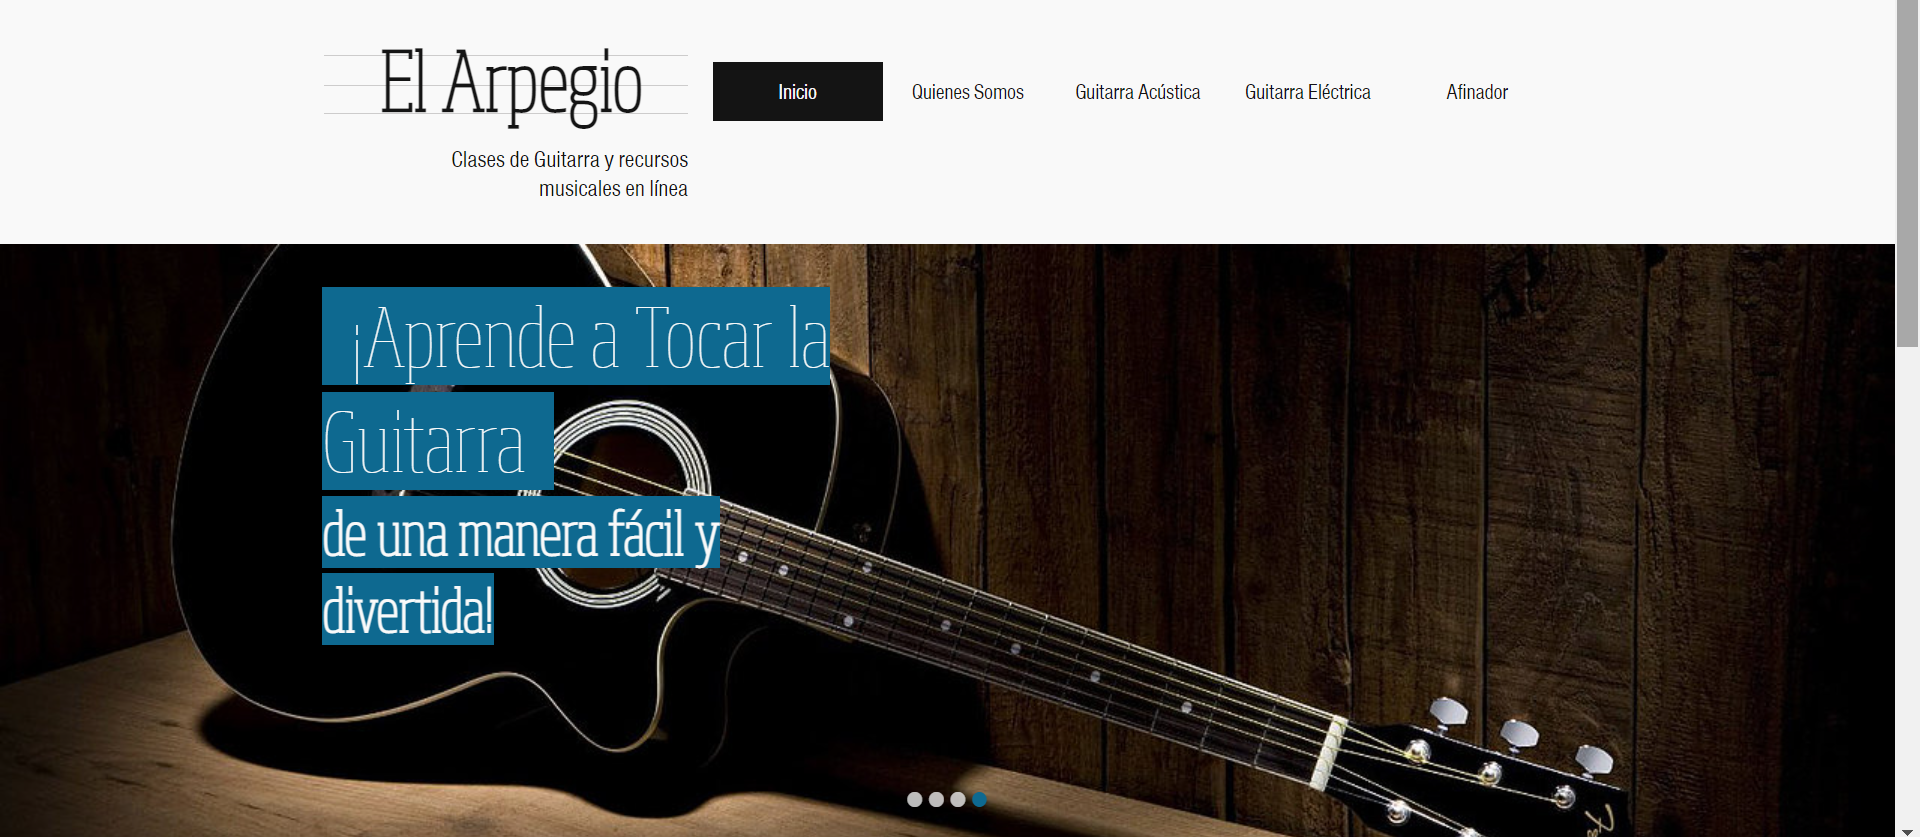 El Arpegio
Clases de Guitarra y recursos
musicales en línea
Inicio
Quienes Somos
Guitarra Acústica
Guitarra Eléctrica
Afinador
¡Aprende a Tocar la
Guitarra
de una manera fácil y
divertida!